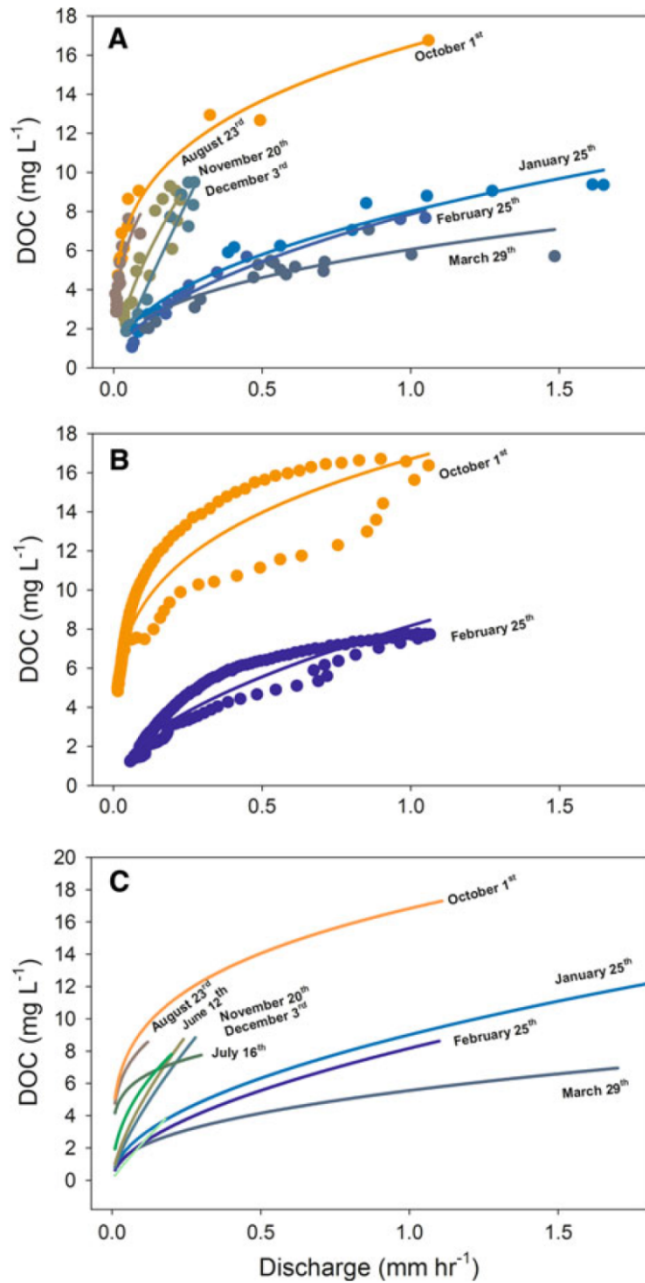 A
18
16
14
12
10
8
6
4
2
0
DOC (mg L⁻¹)
October 1ˢᵗ
August 23ʳᵈ
November 20ᵗʰ
December 3ʳᵈ
January 25ᵗʰ
February 25ᵗʰ
March 29ᵗʰ
0.0 0.5 1.0 1.5
B
18
16
14
12
10
8
6
4
2
0
DOC (mg L⁻¹)
October 1ˢᵗ
February 25ᵗʰ
0.0 0.5 1.0 1.5
C
20
18
16
14
12
10
8
6
4
2
0
DOC (mg L⁻¹)
October 1ˢᵗ
August 23ʳᵈ
June 12ᵗʰ
November 20ᵗʰ
December 3ʳᵈ
July 16ᵗʰ
January 25ᵗʰ
February 25ᵗʰ
March 29ᵗʰ
0.0 0.5 1.0 1.5
Discharge (mm hr⁻¹)